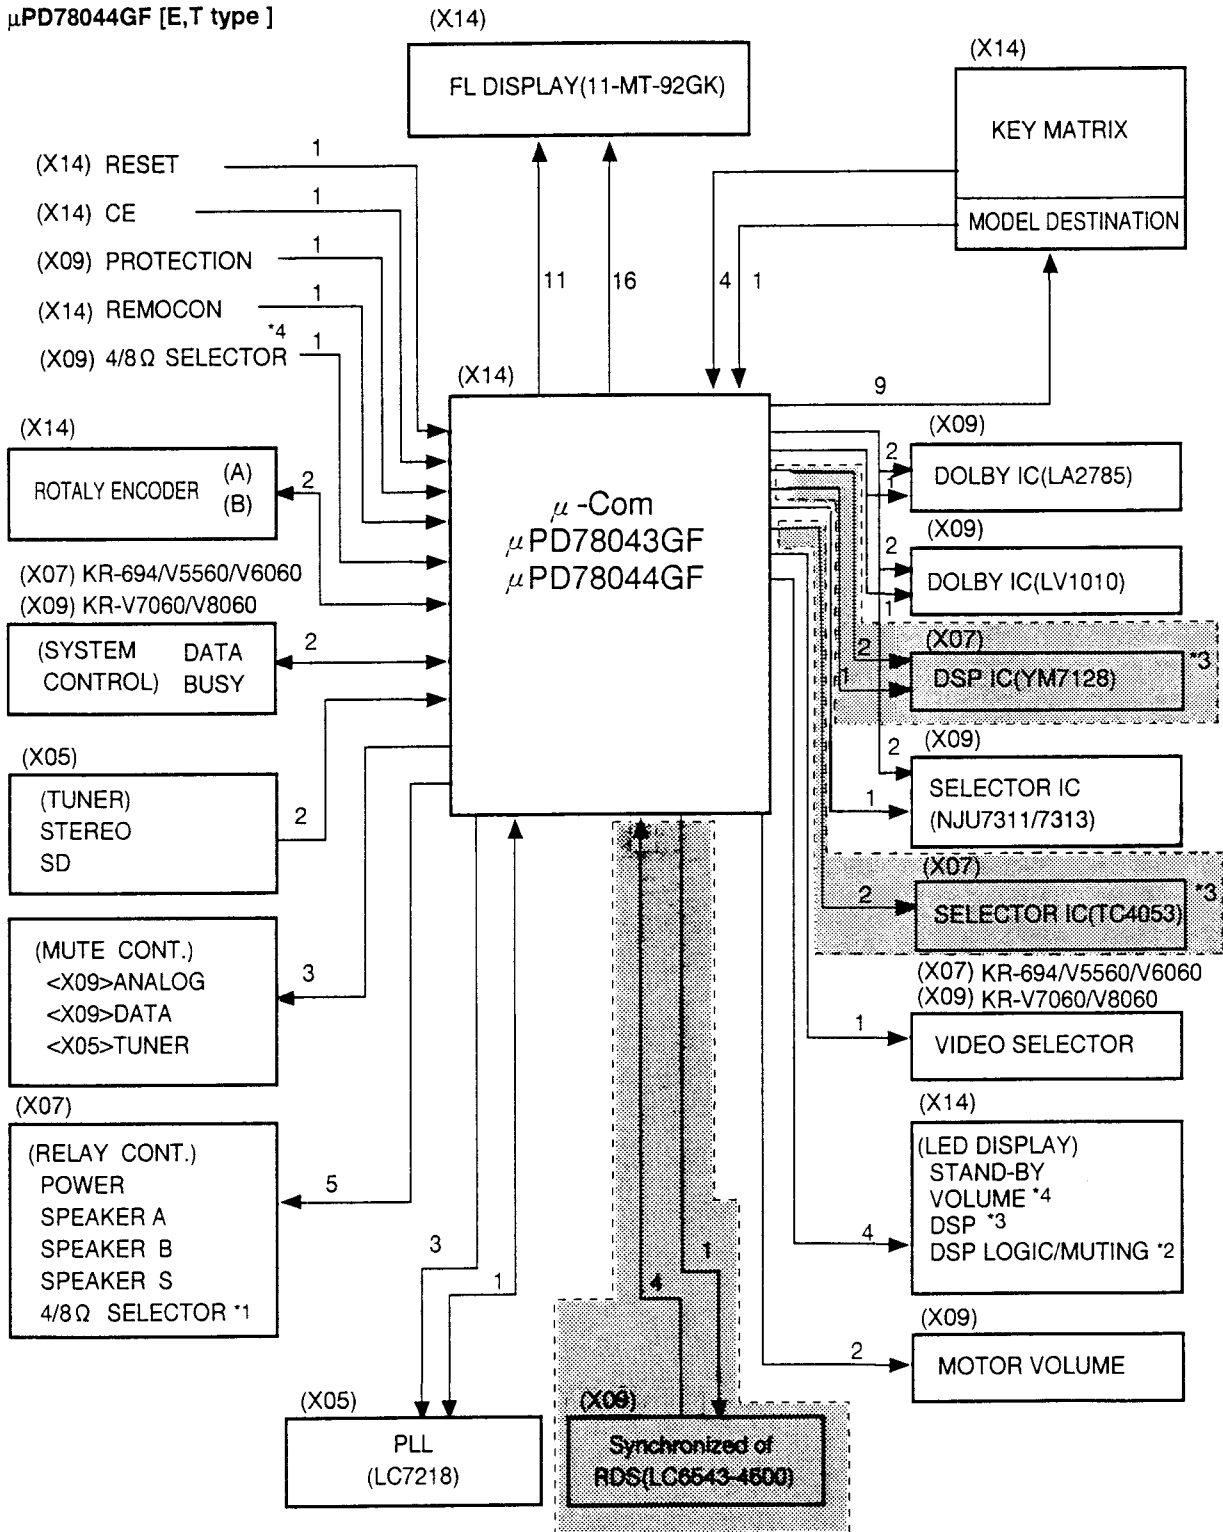 μPD78044GF [E,T type ]
(X14)
FL DISPLAY(11-MT-92GK)
(X14)
KEY MATRIX
MODEL DESTINATION
(X14) RESET
1
(X14) CE
1
(X09) PROTECTION
1
(X14) REMOCON
1
(X09) 4/8Ω SELECTOR *4
1
11
16
4
1
9
(X14)
μ-Com
μPD78043GF
μPD78044GF
(X14)
ROTALY ENCODER
(A)
(B)
2
(X07) KR-694/V5560/V6060
(X09) KR-V7060/V8060
(SYSTEM DATA
CONTROL) BUSY
2
(X05)
(TUNER)
STEREO
SD
2
(MUTE CONT.)
<X09>ANALOG
<X09>DATA
<X05>TUNER
3
(X07)
(RELAY CONT.)
POWER
SPEAKER A
SPEAKER B
SPEAKER S
4/8Ω SELECTOR *1
5
3
1
(X05)
PLL
(LC7218)
4
1
(X09)
Synchronized of
RDS(LC6543-4600)
(X09)
2
1
DOLBY IC(LA2785)
(X09)
2
1
DOLBY IC(LV1010)
(X07)
2
1
DSP IC(YM7128)
*3
(X09)
2
1
SELECTOR IC
(NJU7311/7313)
(X07)
2
SELECTOR IC(TC4053)
*3
(X07) KR-694/V5560/V6060
(X09) KR-V7060/V8060
1
VIDEO SELECTOR
(X14)
(LED DISPLAY)
STAND-BY
VOLUME *4
DSP *3
DSP LOGIC/MUTING *2
4
(X09)
2
MOTOR VOLUME